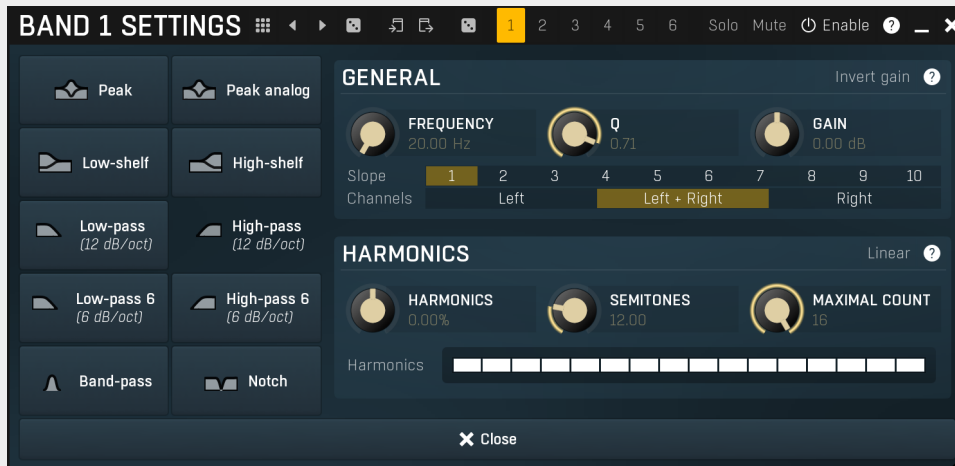 BAND 1 SETTINGS 1 2 3 4 5 6 Solo Mute Enable ?
Peak
Peak analog
Low-shelf
High-shelf
Low-pass
(12 dB/oct)
High-pass
(12 dB/oct)
Low-pass 6
(6 dB/oct)
High-pass 6
(6 dB/oct)
Band-pass
Notch
GENERAL Invert gain ?
FREQUENCY
20.00 Hz
Q
0.71
GAIN
0.00 dB
Slope 1 2 3 4 5 6 7 8 9 10
Channels Left Left + Right Right
HARMONICS Linear ?
HARMONICS
0.00%
SEMITONES
12.00
MAXIMAL COUNT
16
Harmonics
Close